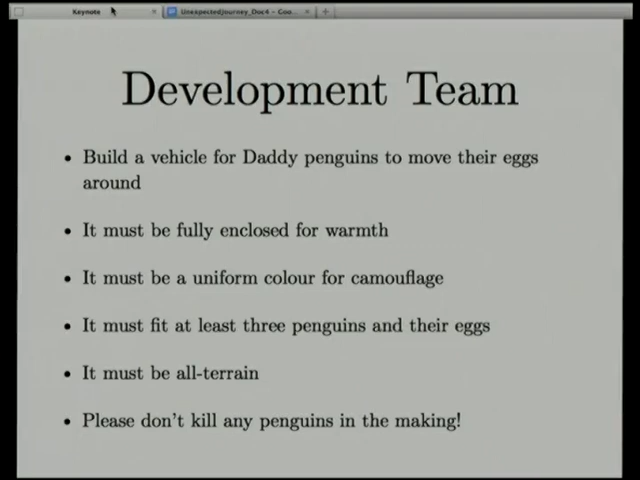 Keynote
UnexpectedJourney_Doc4 - Goo...
Development Team
• Build a vehicle for Daddy penguins to move their eggs
around
• It must be fully enclosed for warmth
• It must be a uniform colour for camouflage
• It must fit at least three penguins and their eggs
• It must be all-terrain
• Please don't kill any penguins in the making!